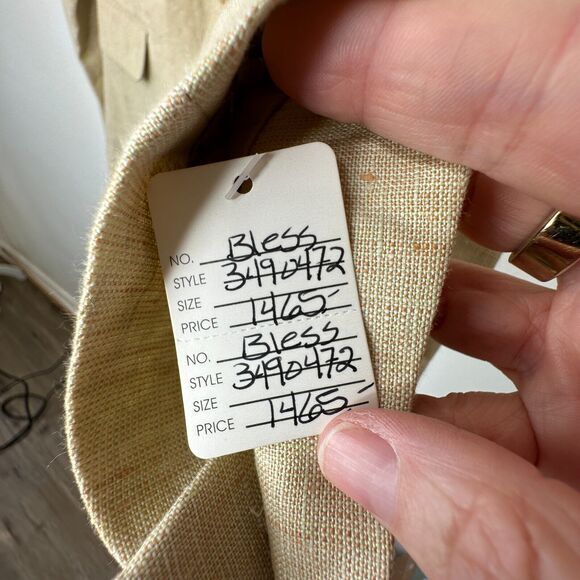 NO. Bless
STYLE 3490472
SIZE
PRICE 1465-
NO. Bless
STYLE 3490472
SIZE
PRICE 1465-